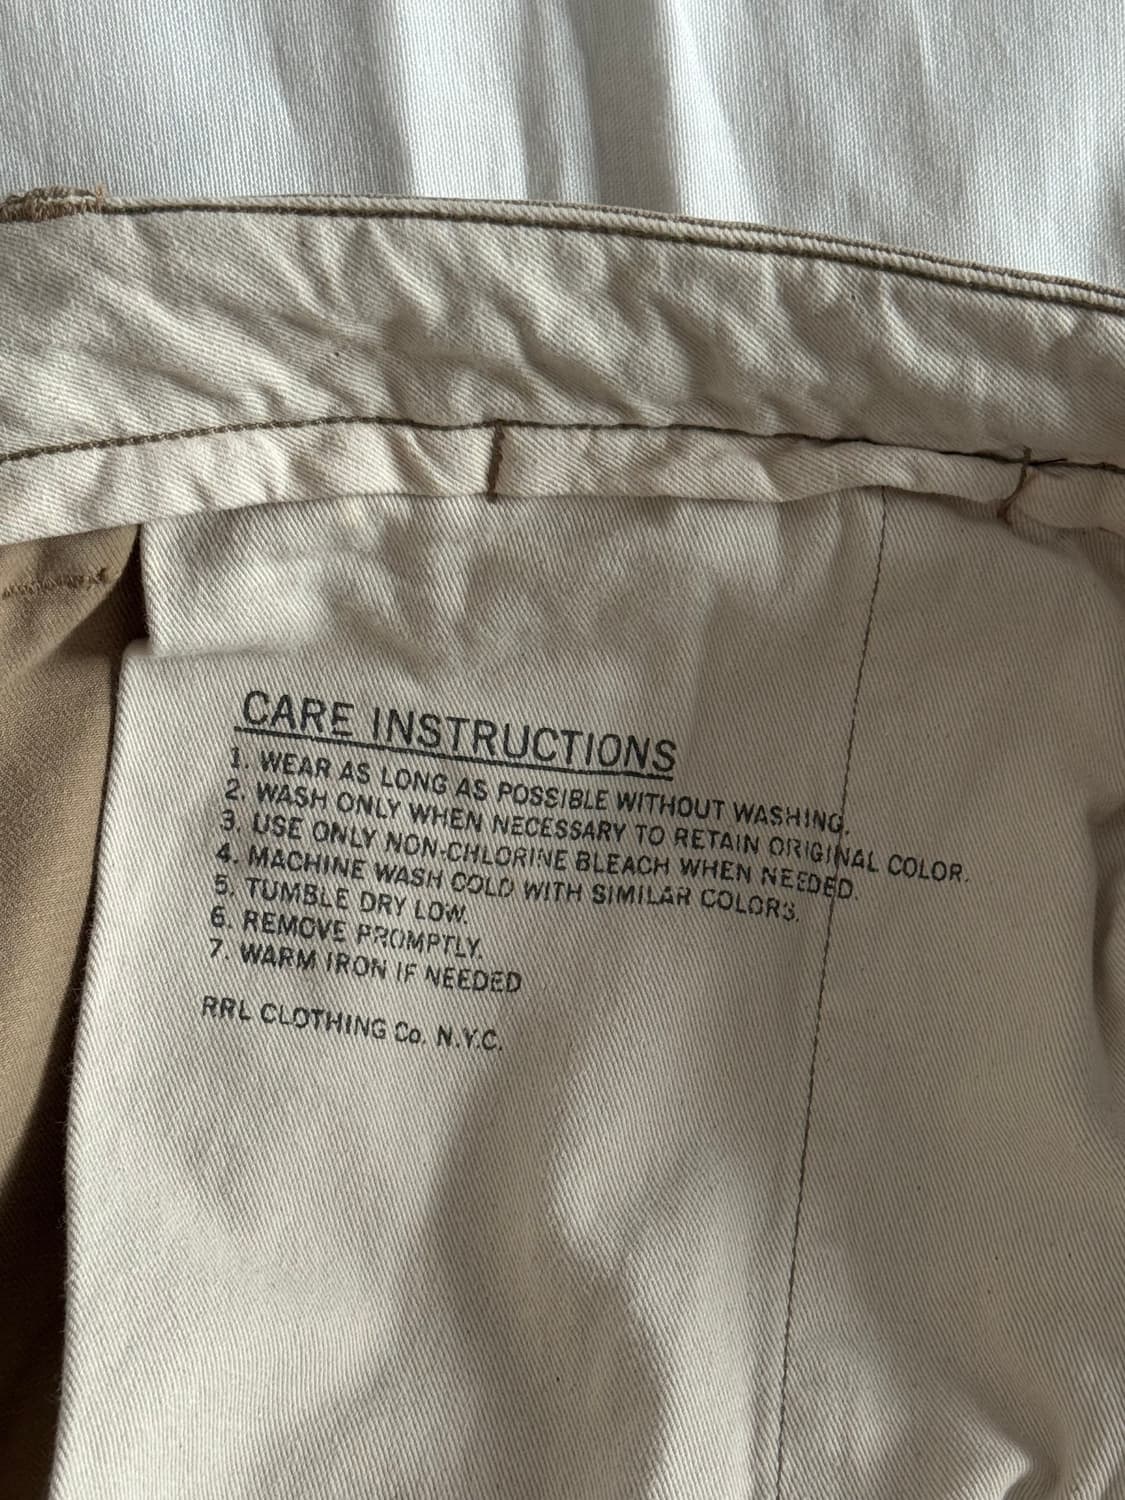 CARE INSTRUCTIONS
1. WEAR AS LONG AS POSSIBLE WITHOUT WASHING.
2. WASH ONLY WHEN NECESSARY TO RETAIN ORIGINAL COLOR.
3. USE ONLY NON-CHLORINE BLEACH WHEN NEEDED.
4. MACHINE WASH COLD WITH SIMILAR COLORS.
5. TUMBLE DRY LOW.
6. REMOVE PROMPTLY.
7. WARM IRON IF NEEDED
RRL CLOTHING Co. N.Y.C.